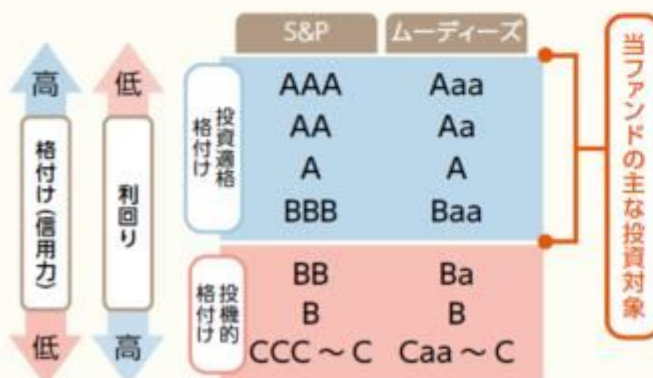 S&P ムーディーズ
高
格付け(信用力)
低
低
利回り
高
投資適格
格付け
AAA Aaa
AA Aa
A A
BBB Baa
投機的
格付け
BB Ba
B B
CCC ~ C Caa ~ C
当ファンドの主な投資対象